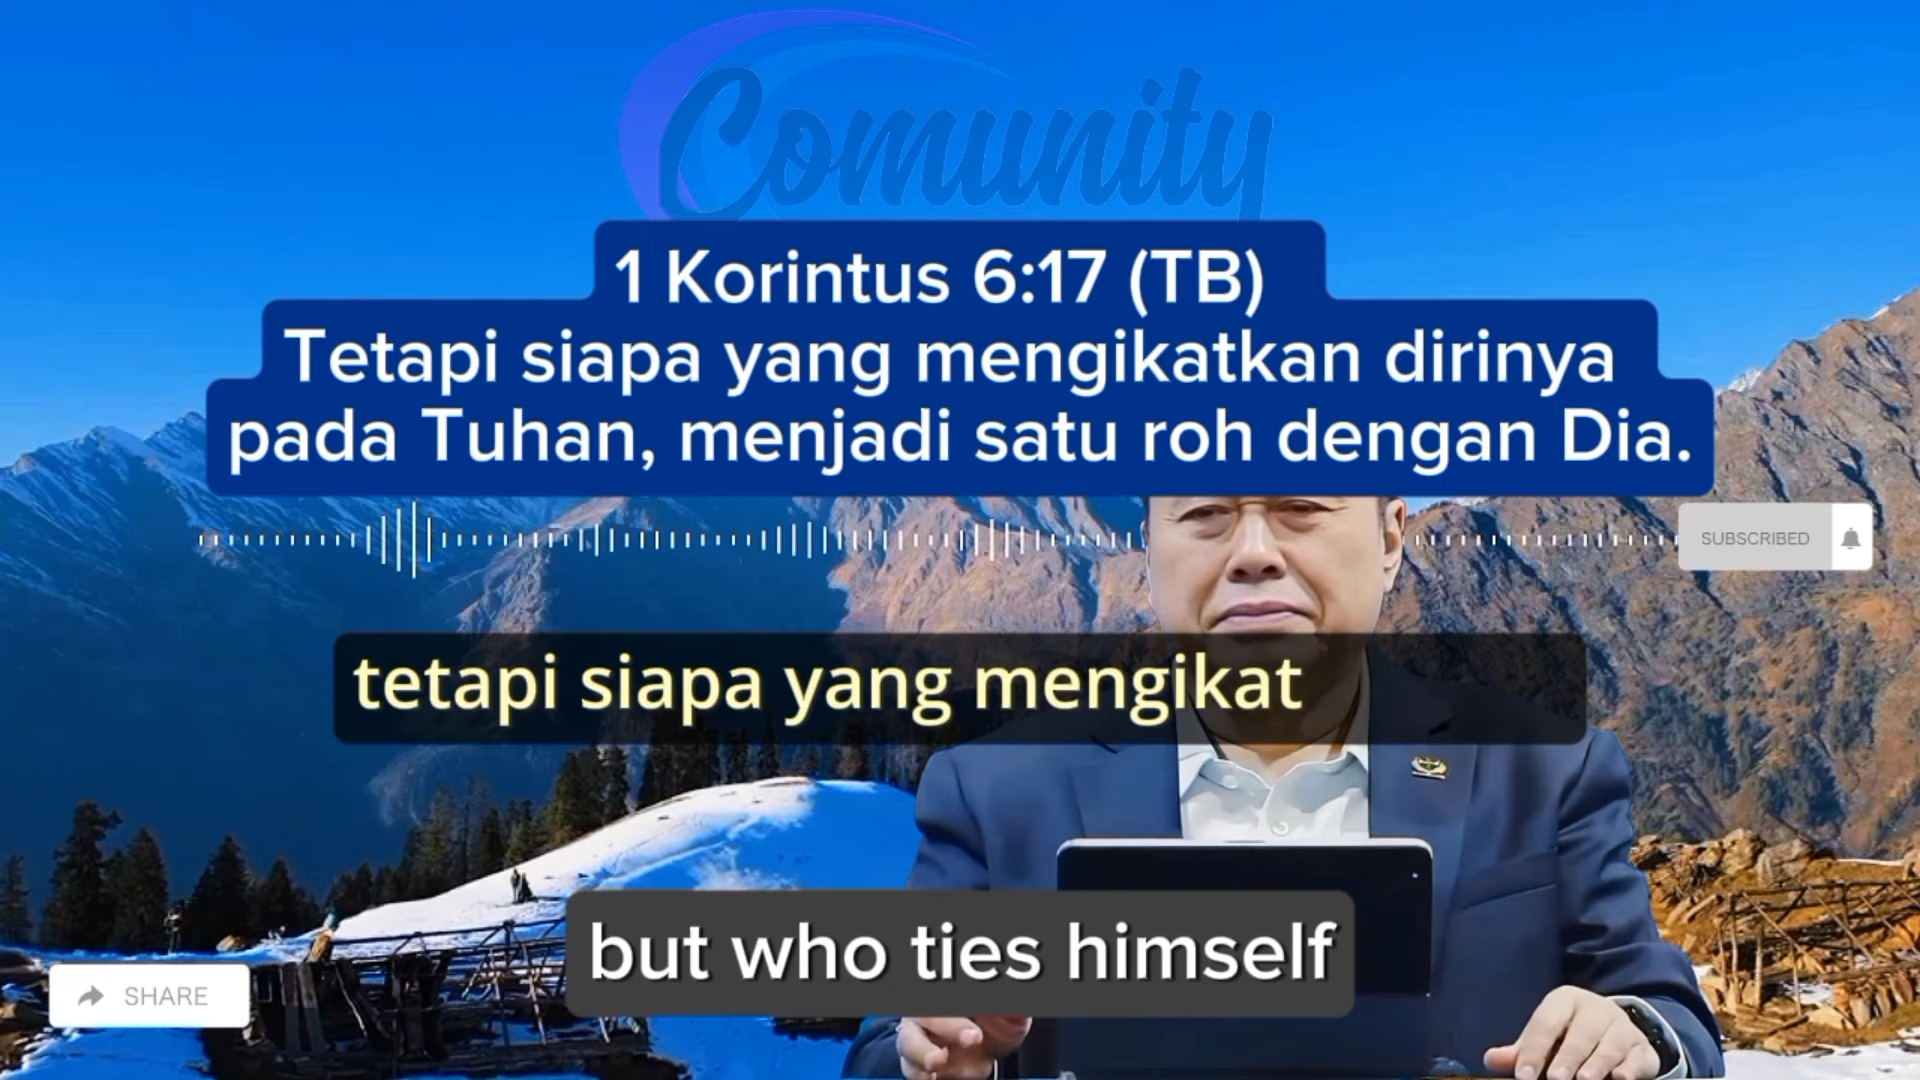 Comunity
1 Korintus 6:17 (TB)
Tetapi siapa yang mengikatkan dirinya
pada Tuhan, menjadi satu roh dengan Dia.
SUBSCRIBED
tetapi siapa yang mengikat
but who ties himself
SHARE